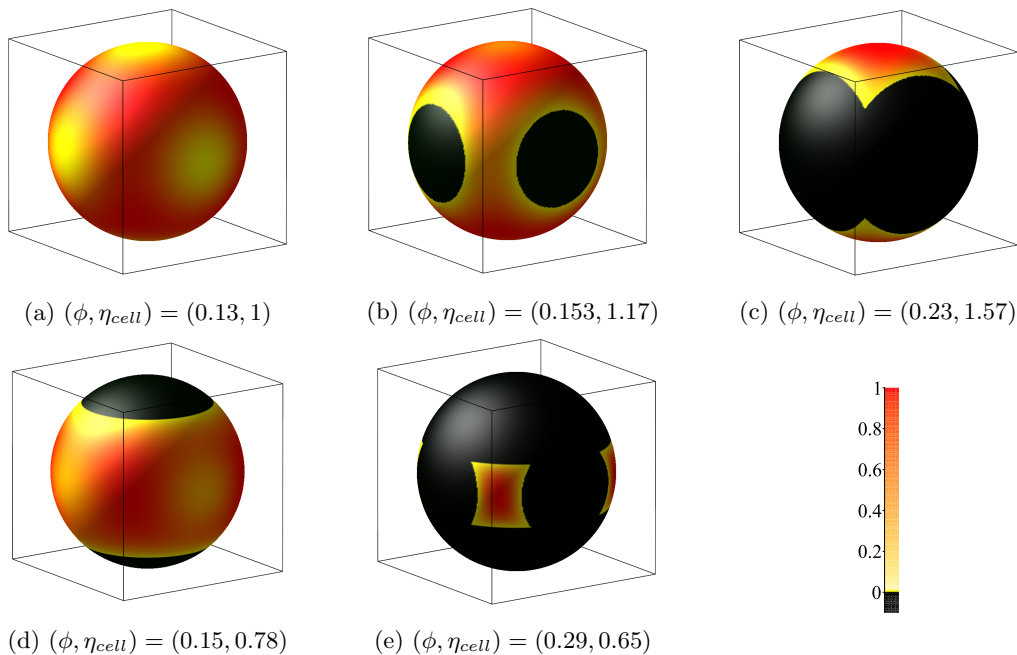 (a) (ϕ, η_cell) = (0.13, 1)
(b) (ϕ, η_cell) = (0.153, 1.17)
(c) (ϕ, η_cell) = (0.23, 1.57)
1
0.8
0.6
0.4
0.2
0
(d) (ϕ, η_cell) = (0.15, 0.78)
(e) (ϕ, η_cell) = (0.29, 0.65)